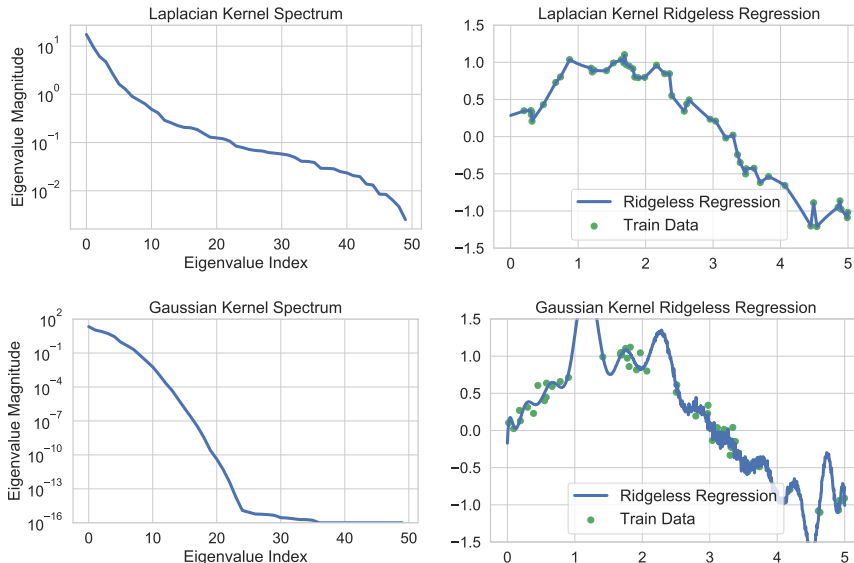 Laplacian Kernel Spectrum
Eigenvalue Magnitude
10^1
10^0
10^-1
10^-2
0 10 20 30 40 50
Eigenvalue Index
Laplacian Kernel Ridgeless Regression
1.5
1.0
0.5
0.0
−0.5
−1.0
−1.5
Ridgeless Regression
Train Data
0 1 2 3 4 5
Gaussian Kernel Spectrum
Eigenvalue Magnitude
10^2
10^-1
10^-4
10^-7
10^-10
10^-13
10^-16
0 10 20 30 40 50
Eigenvalue Index
Gaussian Kernel Ridgeless Regression
1.5
1.0
0.5
0.0
−0.5
−1.0
−1.5
Ridgeless Regression
Train Data
0 1 2 3 4 5